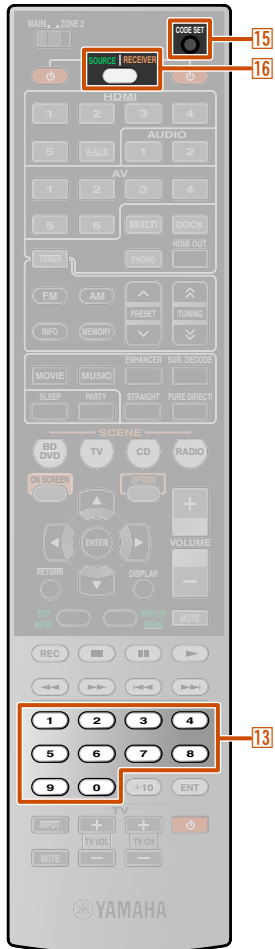 MAIN ZONE 2 CODE SET 15
SOURCE RECEIVER 16
HDMI
1 2 3 4
AUDIO
5 V-AUX 1 2
AV
1 2 3 4
5 6 MULTI DOCK
HDMI OUT
TUNER PHONO
FM AM PRESET TUNING
INFO MEMORY
ENHANCER SUR. DECODE
MOVIE MUSIC
SLEEP PARTY STRAIGHT PURE DIRECT
SCENE
BD DVD TV CD RADIO
ON SCREEN OPTION
+
ENTER VOLUME
RETURN DISPLAY
−
TOP MENU POP-UP MENU MUTE
REC
1 2 3 4
5 6 7 8 13
9 0 +10 ENT
TV
INPUT + +
TV VOL TV CH
MUTE − −
YAMAHA